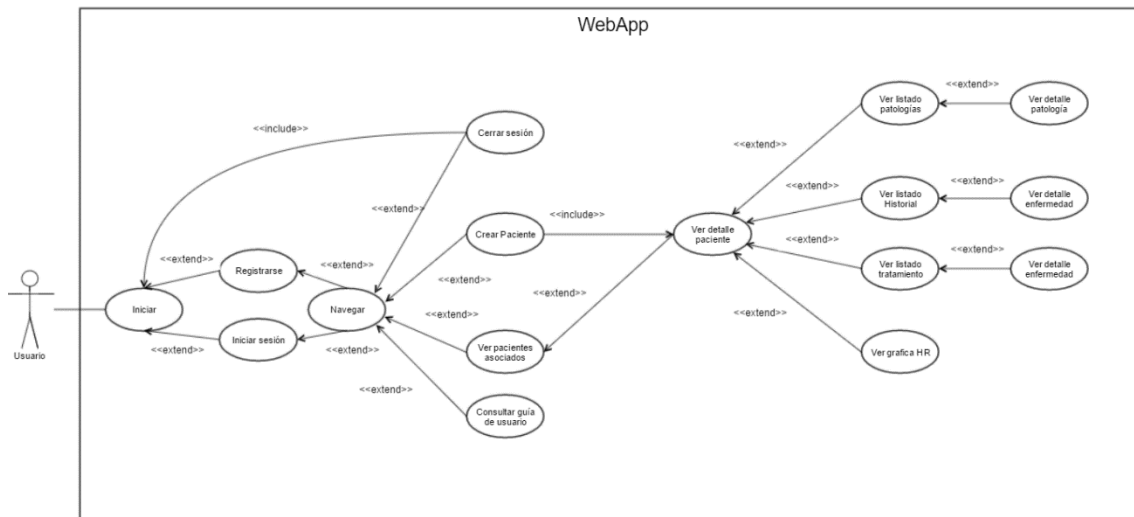 WebApp
<<extend>>
Ver listado
patologías
Ver detalle
patología
<<include>>
Cerrar sesión
<<extend>>
<<extend>>
<<extend>>
<<extend>>
Ver listado
Historial
Ver detalle
enfermedad
<<include>>
Crear Paciente
Ver detalle
paciente
<<extend>>
<<extend>>
<<extend>>
Registrarse
<<extend>>
<<extend>>
Ver listado
tratamiento
Ver detalle
enfermedad
<<extend>>
Iniciar
Navegar
<<extend>>
<<extend>>
Iniciar sesión
<<extend>>
<<extend>>
Ver pacientes
asociados
Ver grafica HR
Usuario
<<extend>>
Consultar guía
de usuario